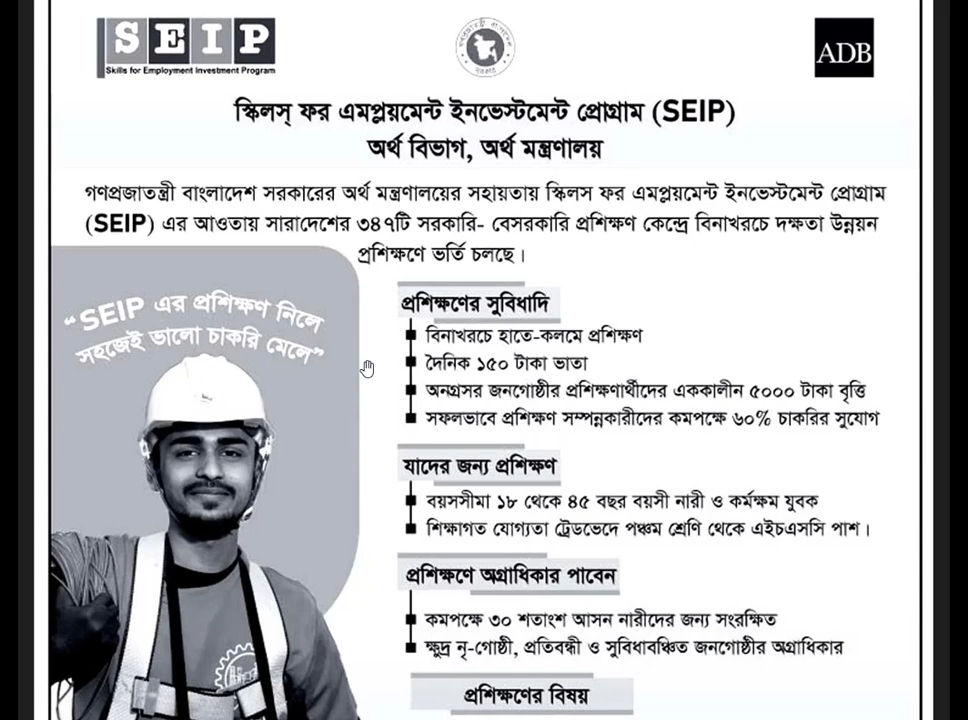 SEIP
Skills for Employment Investment Program
ADB
স্কিলস্ ফর এমপ্লয়মেন্ট ইনভেস্টমেন্ট প্রোগ্রাম (SEIP)
অর্থ বিভাগ, অর্থ মন্ত্রণালয়
গণপ্রজাতন্ত্রী বাংলাদেশ সরকারের অর্থ মন্ত্রণালয়ের সহায়তায় স্কিলস ফর এমপ্লয়মেন্ট ইনভেস্টমেন্ট প্রোগ্রাম
(SEIP) এর আওতায় সারাদেশের ৩৪৭টি সরকারি- বেসরকারি প্রশিক্ষণ কেন্দ্রে বিনাখরচে দক্ষতা উন্নয়ন
প্রশিক্ষণে ভর্তি চলছে।
“SEIP এর প্রশিক্ষণ নিলে
সহজেই ভালো চাকরি মেলে”
প্রশিক্ষণের সুবিধাদি
বিনাখরচে হাতে-কলমে প্রশিক্ষণ
দৈনিক ১৫০ টাকা ভাতা
অনগ্রসর জনগোষ্ঠীর প্রশিক্ষণার্থীদের এককালীন ৫০০০ টাকা বৃত্তি
সফলভাবে প্রশিক্ষণ সম্পন্নকারীদের কমপক্ষে ৬০% চাকরির সুযোগ
যাদের জন্য প্রশিক্ষণ
বয়সসীমা ১৮ থেকে ৪৫ বছর বয়সী নারী ও কর্মক্ষম যুবক
শিক্ষাগত যোগ্যতা ট্রেডভেদে পঞ্চম শ্রেণি থেকে এইচএসসি পাশ।
প্রশিক্ষণে অগ্রাধিকার পাবেন
কমপক্ষে ৩০ শতাংশ আসন নারীদের জন্য সংরক্ষিত
ক্ষুদ্র নৃ-গোষ্ঠী, প্রতিবন্ধী ও সুবিধাবঞ্চিত জনগোষ্ঠীর অগ্রাধিকার
প্রশিক্ষণের বিষয়